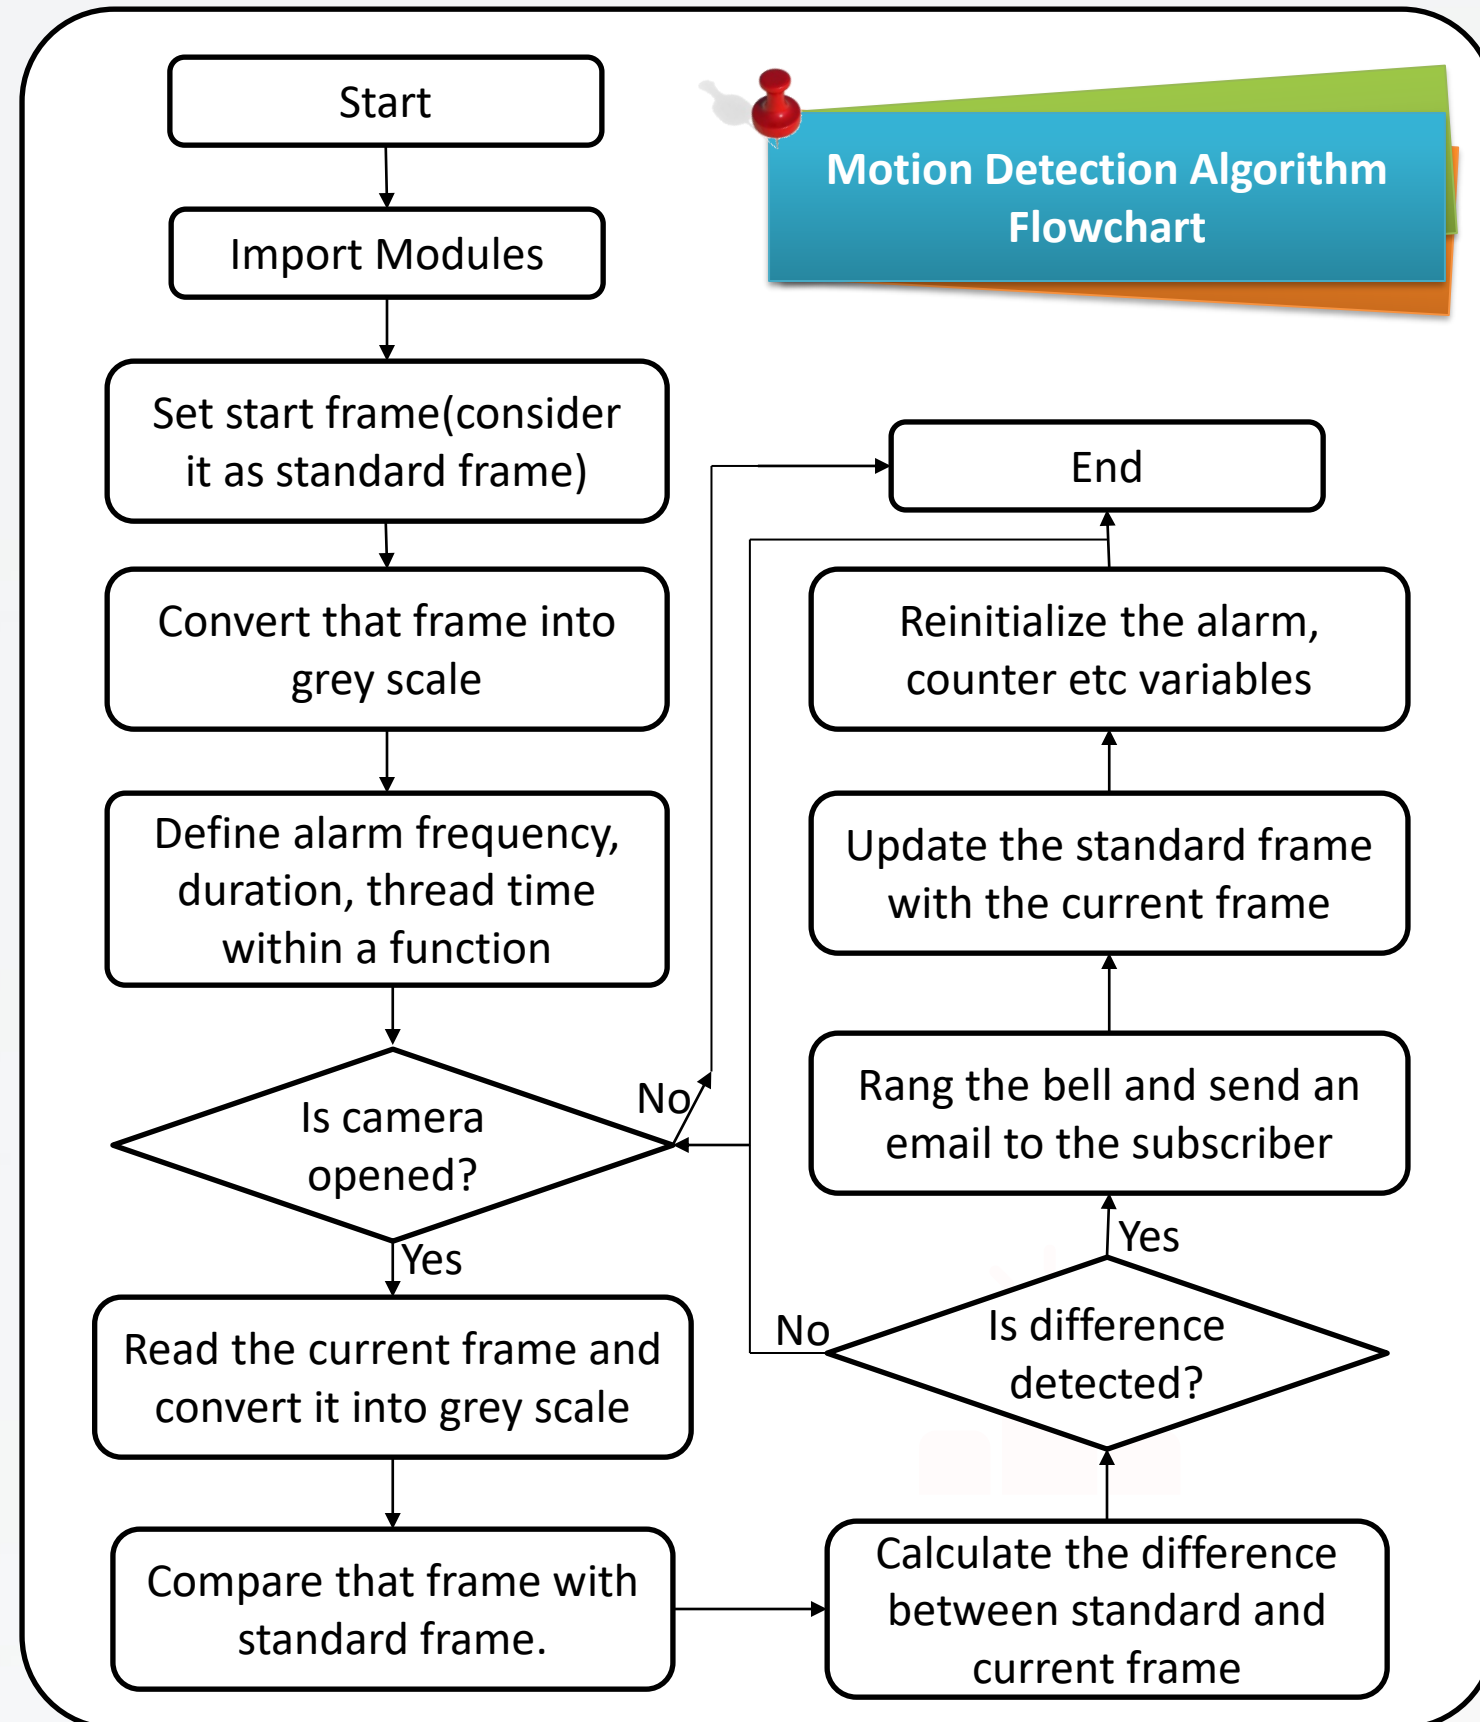 Motion Detection Algorithm
Flowchart
Start
Import Modules
Set start frame(consider
it as standard frame)
Convert that frame into
grey scale
Define alarm frequency,
duration, thread time
within a function
Is camera
opened?
No
Yes
Read the current frame and
convert it into grey scale
Compare that frame with
standard frame.
Calculate the difference
between standard and
current frame
Is difference
detected?
No
Yes
Rang the bell and send an
email to the subscriber
Update the standard frame
with the current frame
Reinitialize the alarm,
counter etc variables
End